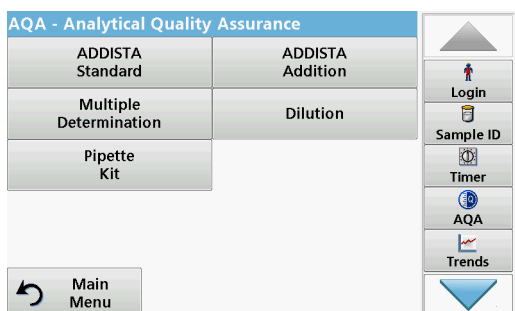 AQA - Analytical Quality Assurance
ADDISTA
Standard
ADDISTA
Addition
Multiple
Determination
Dilution
Pipette
Kit
Main
Menu
Login
Sample ID
Timer
AQA
Trends